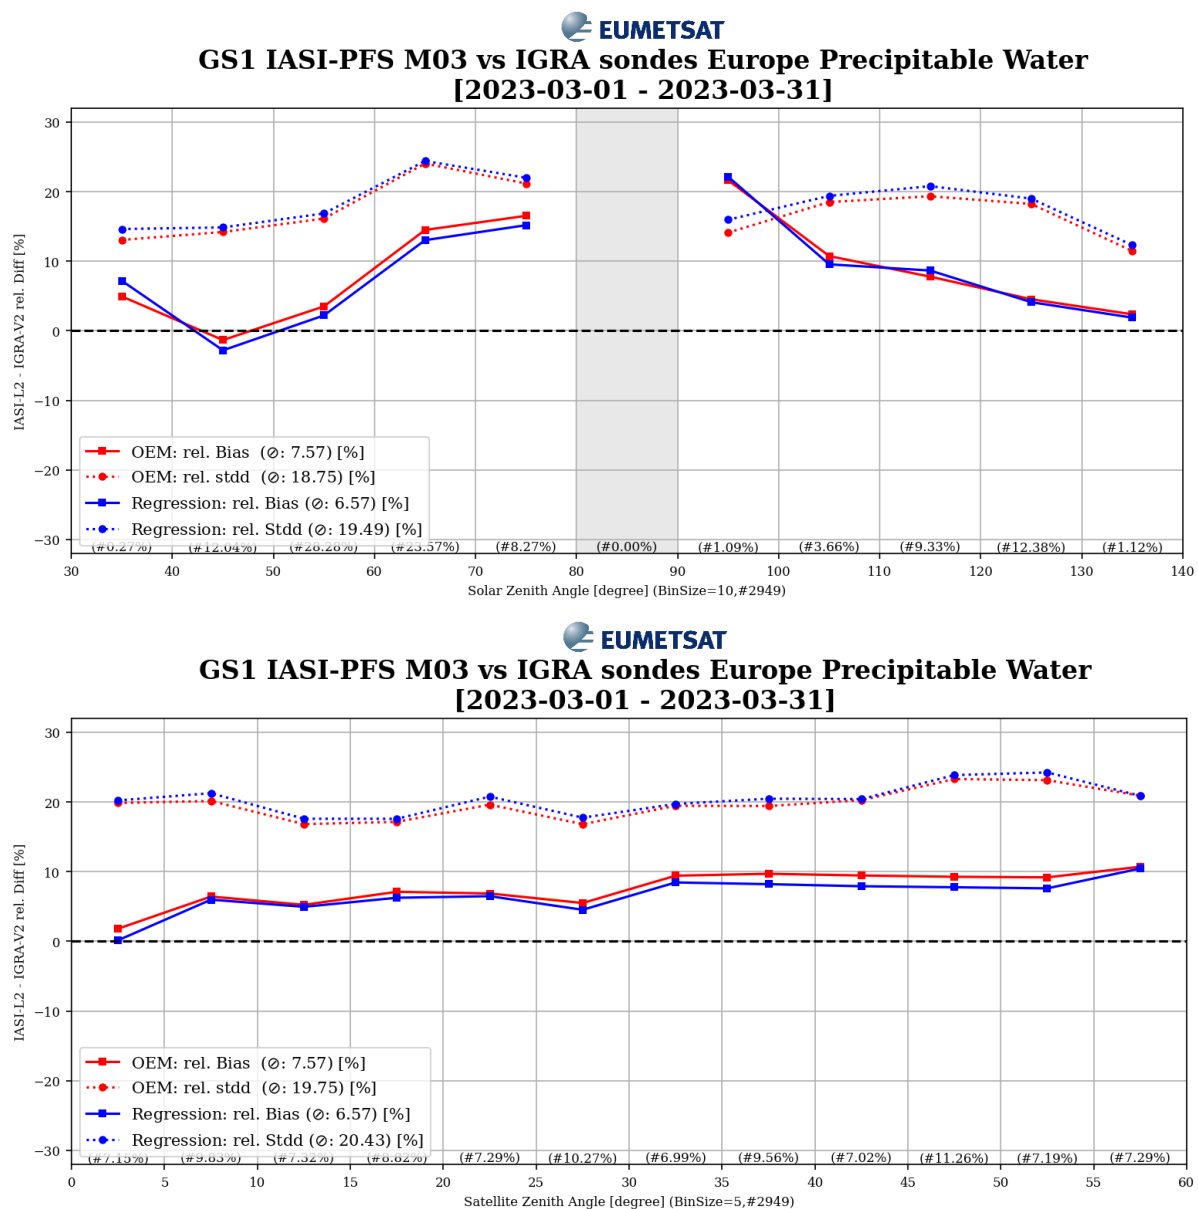 EUMETSAT
GS1 IASI-PFS M03 vs IGRA sondes Europe Precipitable Water
[2023-03-01 - 2023-03-31]
30
20
10
0
−10
−20
−30
IASI-L2 - IGRA-V2 rel. Diff [%]
OEM: rel. Bias (⊘: 7.57) [%]
OEM: rel. stdd (⊘: 18.75) [%]
Regression: rel. Bias (⊘: 6.57) [%]
Regression: rel. Stdd (⊘: 19.49) [%]
(#0.27%) (#12.04%) (#28.28%) (#23.57%) (#8.27%) (#0.00%) (#1.09%) (#3.66%) (#9.33%) (#12.38%) (#1.12%)
30 40 50 60 70 80 90 100 110 120 130 140
Solar Zenith Angle [degree] (BinSize=10,#2949)
EUMETSAT
GS1 IASI-PFS M03 vs IGRA sondes Europe Precipitable Water
[2023-03-01 - 2023-03-31]
30
20
10
0
−10
−20
−30
IASI-L2 - IGRA-V2 rel. Diff [%]
OEM: rel. Bias (⊘: 7.57) [%]
OEM: rel. stdd (⊘: 19.75) [%]
Regression: rel. Bias (⊘: 6.57) [%]
Regression: rel. Stdd (⊘: 20.43) [%]
(#7.15%) (#9.83%) (#7.32%) (#8.82%) (#7.29%) (#10.27%) (#6.99%) (#9.56%) (#7.02%) (#11.26%) (#7.19%) (#7.29%)
0 5 10 15 20 25 30 35 40 45 50 55 60
Satellite Zenith Angle [degree] (BinSize=5,#2949)